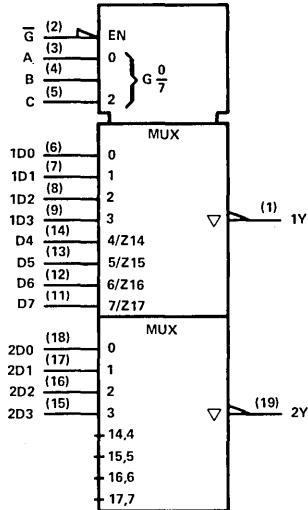 G̅ (2) EN
A (3) 0
B (4)
C (5) 2
} G 0/7
MUX
1D0 (6) 0
1D1 (7) 1
1D2 (8) 2
1D3 (9) 3 ▽ (1) 1Y
D4 (14) 4/Z14
D5 (13) 5/Z15
D6 (12) 6/Z16
D7 (11) 7/Z17
MUX
2D0 (18) 0
2D1 (17) 1
2D2 (16) 2
2D3 (15) 3 ▽ (19) 2Y
14,4
15,5
16,6
17,7